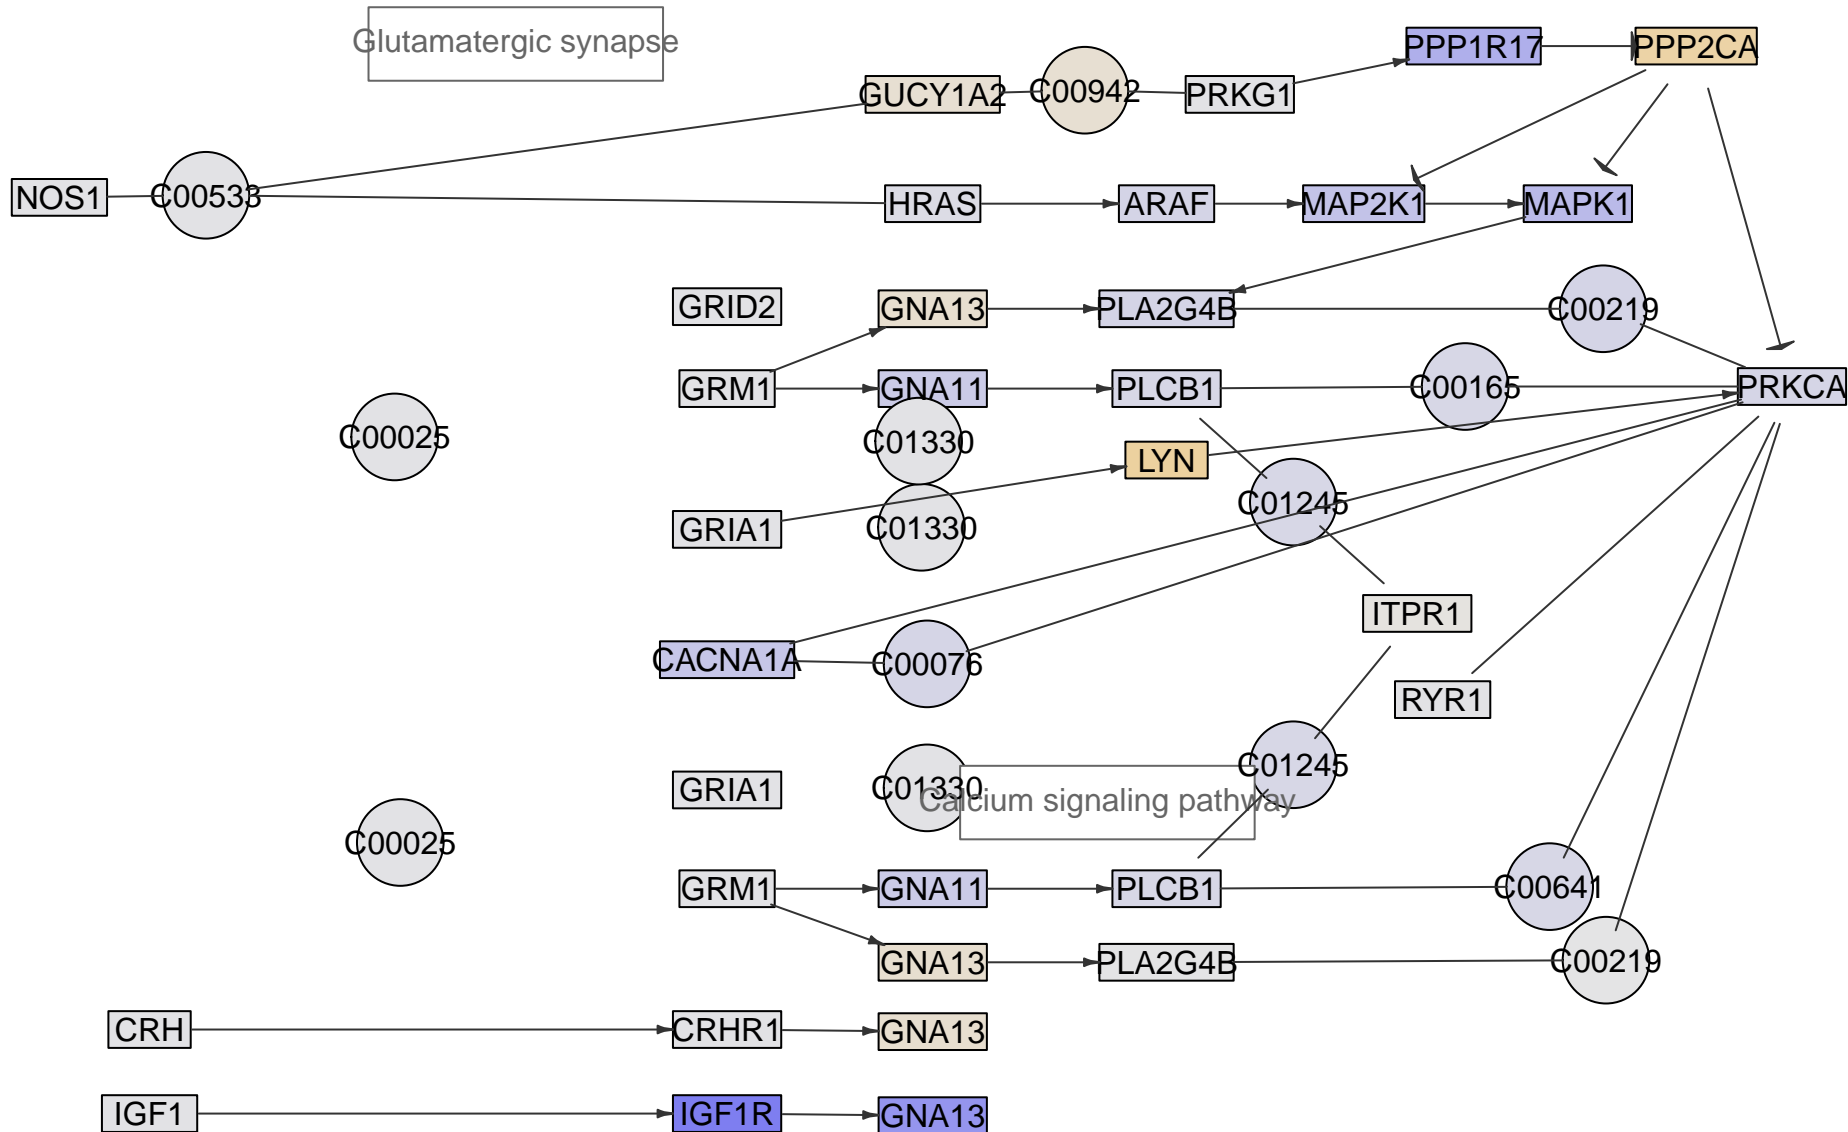 Glutamatergic synapse
PPP1R17
PPP2CA
GUCY1A2
C00942
PRKG1
NOS1
C00533
HRAS
ARAF
MAP2K1
MAPK1
GRID2
GNA13
PLA2G4B
C00219
GRM1
GNA11
PLCB1
C00165
PRKCA
C00025
C01330
LYN
C01245
GRIA1
C01330
ITPR1
CACNA1A
C00076
RYR1
C01245
GRIA1
C01330
Calcium signaling pathway
C00025
GRM1
GNA11
PLCB1
C00641
GNA13
PLA2G4B
C00219
CRH
CRHR1
GNA13
IGF1
IGF1R
GNA13